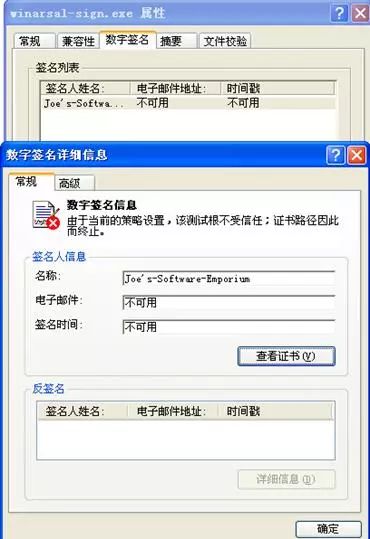 winarsal-sign.exe 属性
常规 兼容性 数字签名 摘要 文件校验
签名列表
签名人姓名: 电子邮件地址: 时间戳
Joe's-Softwa... 不可用 不可用
数字签名详细信息
常规 高级
数字签名信息
由于当前的策略设置，该测试根不受信任；证书路径因此
而终止。
签名人信息
名称: Joe's-Software-Emporium
电子邮件: 不可用
签名时间: 不可用
查看证书(V)
反签名
签名人姓名: 电子邮件地址: 时间戳
详细信息(D)
确定